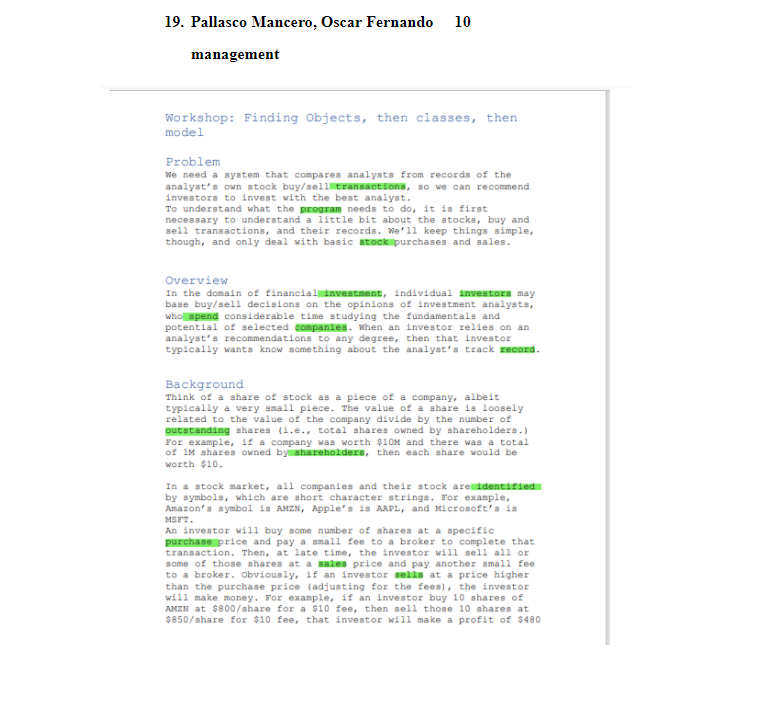 19. Pallasco Mancero, Oscar Fernando 10
management
Workshop: Finding Objects, then classes, then
model
Problem
We need a system that compares analysts from records of the
analyst's own stock buy/sell transactions, so we can recommend
investors to invest with the best analyst.
To understand what the program needs to do, it is first
necessary to understand a little bit about the stocks, buy and
sell transactions, and their records. We'll keep things simple,
though, and only deal with basic stock purchases and sales.
Overview
In the domain of financial investment, individual investors may
base buy/sell decisions on the opinions of investment analysts,
who spend considerable time studying the fundamentals and
potential of selected companies. When an investor relies on an
analyst's recommendations to any degree, then that investor
typically wants know something about the analyst's track record.
Background
Think of a share of stock as a piece of a company, albeit
typically a very small piece. The value of a share is loosely
related to the value of the company divide by the number of
outstanding shares (i.e., total shares owned by shareholders.)
For example, if a company was worth $10M and there was a total
of 1M shares owned by shareholders, then each share would be
worth $10.
In a stock market, all companies and their stock are identified
by symbols, which are short character strings. For example,
Amazon's symbol is AMZN, Apple's is AAPL, and Microsoft's is
MSFT.
An investor will buy some number of shares at a specific
purchase price and pay a small fee to a broker to complete that
transaction. Then, at late time, the investor will sell all or
some of those shares at a sales price and pay another small fee
to a broker. Obviously, if an investor sells at a price higher
than the purchase price (adjusting for the fees), the investor
will make money. For example, if an investor buy 10 shares of
AMZN at $800/share for a $10 fee, then sell those 10 shares at
$850/share for $10 fee, that investor will make a profit of $480